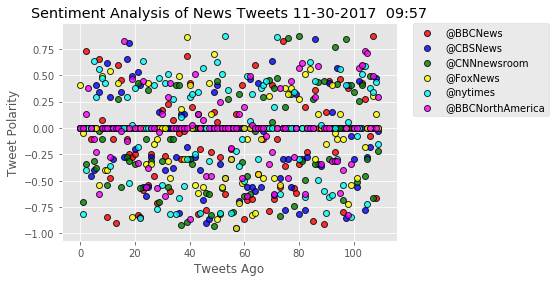 Sentiment Analysis of News Tweets 11-30-2017 09:57
@BBCNews
@CBSNews
@CNNnewsroom
@FoxNews
@nytimes
@BBCNorthAmerica
Tweet Polarity
0.75
0.50
0.25
0.00
−0.25
−0.50
−0.75
−1.00
0
20
40
60
80
100
Tweets Ago